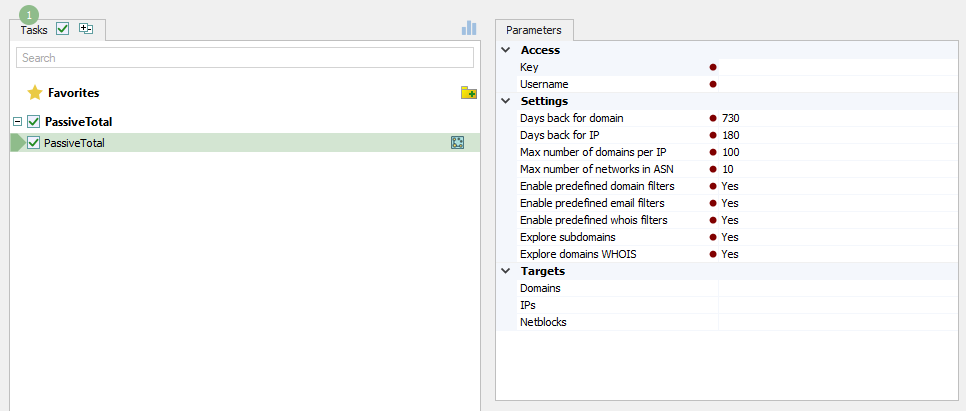 1
Tasks
Search
Favorites
PassiveTotal
PassiveTotal
Parameters
Access
Key
Username
Settings
Days back for domain 730
Days back for IP 180
Max number of domains per IP 100
Max number of networks in ASN 10
Enable predefined domain filters Yes
Enable predefined email filters Yes
Enable predefined whois filters Yes
Explore subdomains Yes
Explore domains WHOIS Yes
Targets
Domains
IPs
Netblocks